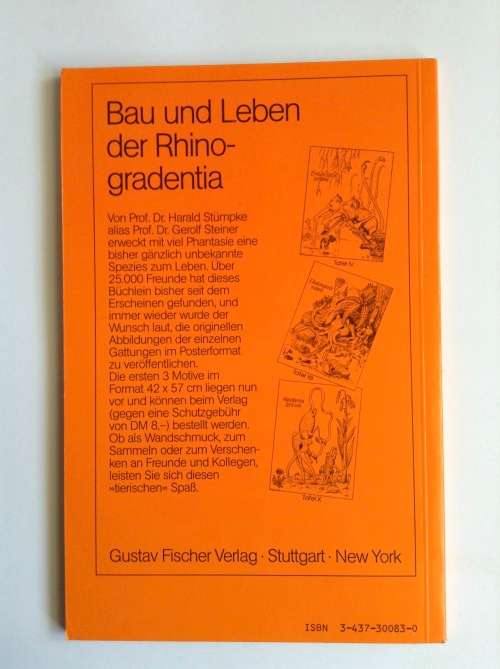 Bau und Leben
der Rhino-
gradentia
Von Prof. Dr. Harald Stümpke
alias Prof. Dr. Gerolf Steiner
erweckt mit viel Phantasie eine
bisher gänzlich unbekannte
Spezies zum Leben. Über
25.000 Freunde hat dieses
Büchlein bisher seit dem
Erscheinen gefunden, und
immer wieder wurde der
Wunsch laut, die originellen
Abbildungen der einzelnen
Gattungen im Posterformat
zu veröffentlichen.
Die ersten 3 Motive im
Format 42 x 57 cm liegen nun
vor und können beim Verlag
(gegen eine Schutzgebühr
von DM 8,–) bestellt werden.
Ob als Wandschmuck, zum
Sammeln oder zum Verschen-
ken an Freunde und Kollegen,
leisten Sie sich diesen
»tierischen« Spaß.
Tafel IV
Tafel
Tafel X
Gustav Fischer Verlag · Stuttgart · New York
ISBN 3-437-30083-0